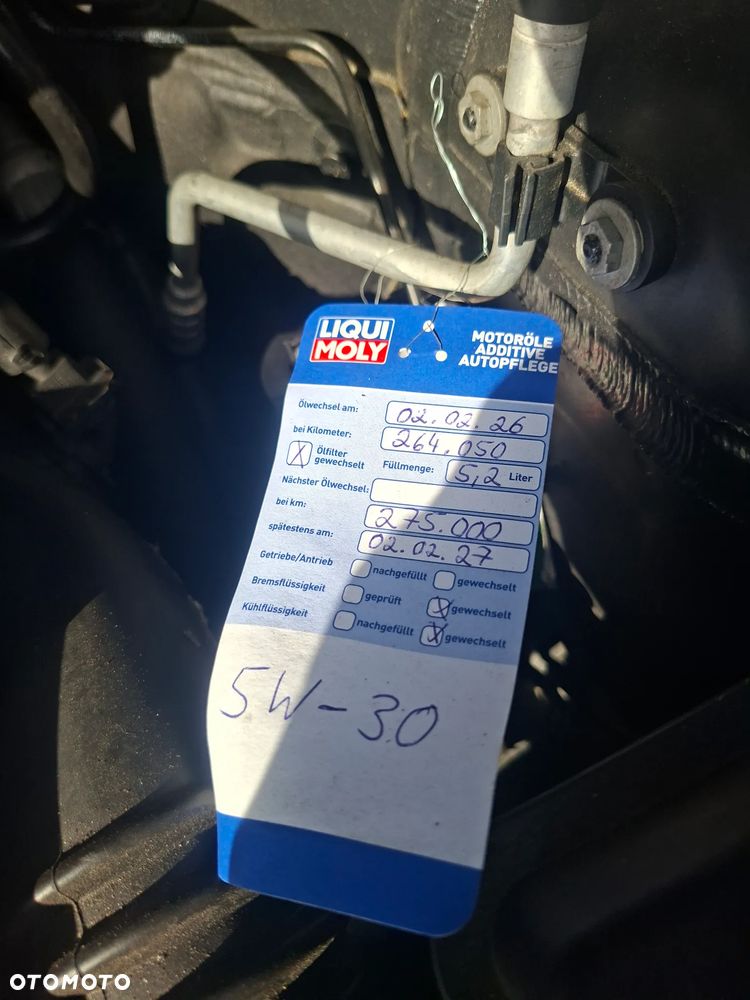 LIQUI
MOLY
MOTORÖLE
ADDITIVE
AUTOPFLEGE
Ölwechsel am: 02.02.26
bei Kilometer: 264.050
X Ölfilter gewechselt Füllmenge: 5,2 Liter
Nächster Ölwechsel:
bei km: 275.000
spätestens am: 02.02.27
Getriebe/Antrieb nachgefüllt gewechselt
Bremsflüssigkeit geprüft X gewechselt
Kühlflüssigkeit nachgefüllt X gewechselt
5W-30
OTOMOTO